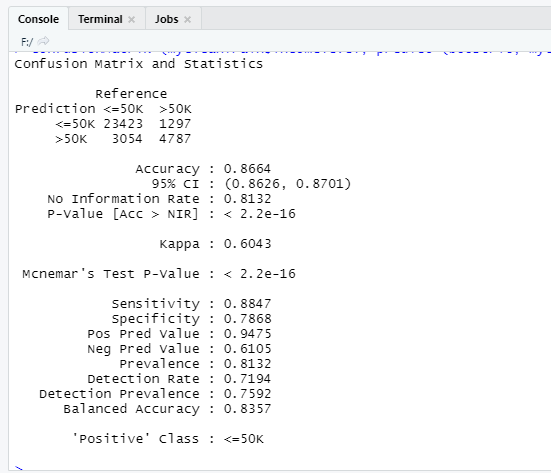 Console Terminal × Jobs ×
F:/
Confusion Matrix and Statistics
Reference
Prediction <=50K >50K
<=50K 23423 1297
>50K 3054 4787
Accuracy : 0.8664
95% CI : (0.8626, 0.8701)
No Information Rate : 0.8132
P-Value [Acc > NIR] : < 2.2e-16
Kappa : 0.6043
Mcnemar's Test P-Value : < 2.2e-16
Sensitivity : 0.8847
Specificity : 0.7868
Pos Pred Value : 0.9475
Neg Pred Value : 0.6105
Prevalence : 0.8132
Detection Rate : 0.7194
Detection Prevalence : 0.7592
Balanced Accuracy : 0.8357
'Positive' Class : <=50K
>